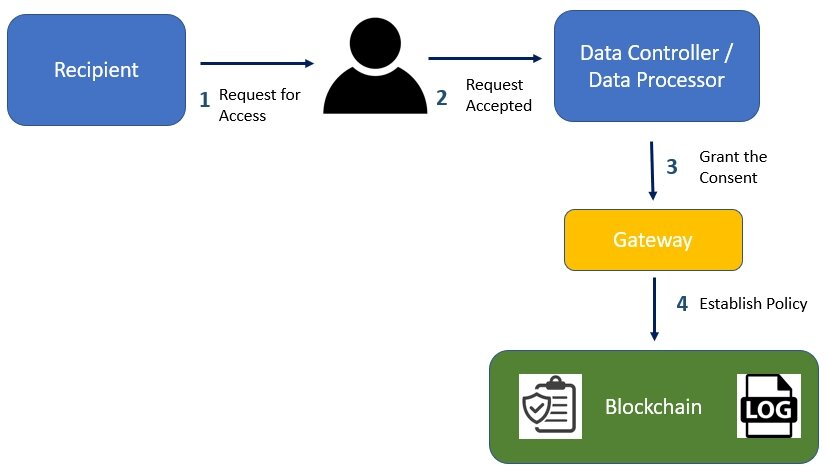 Recipient
1
Request for
Access
2
Request
Accepted
Data Controller /
Data Processor
3
Grant the
Consent
Gateway
4
Establish Policy
Blockchain
LOG